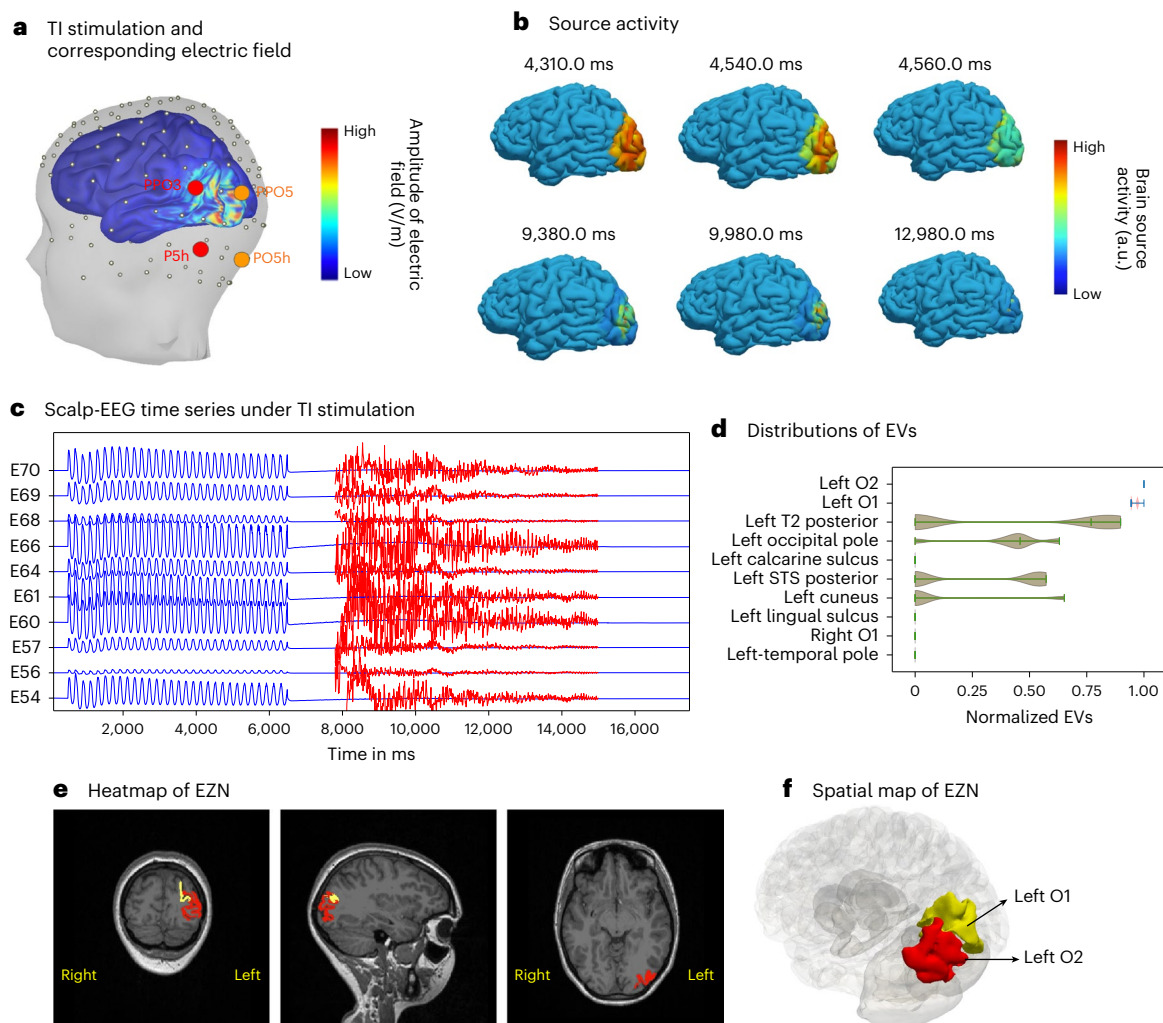 a TI stimulation and
corresponding electric field
PPO3
PPO5
P5h
PO5h
High
Low
Amplitude of electric
field (V/m)
b Source activity
4,310.0 ms
4,540.0 ms
4,560.0 ms
9,380.0 ms
9,980.0 ms
12,980.0 ms
High
Low
Brain source
activity (a.u.)
c Scalp-EEG time series under TI stimulation
E70
E69
E68
E66
E64
E61
E60
E57
E56
E54
2,000 4,000 6,000 8,000 10,000 12,000 14,000 16,000
Time in ms
d Distributions of EVs
Left O2
Left O1
Left T2 posterior
Left occipital pole
Left calcarine sulcus
Left STS posterior
Left cuneus
Left lingual sulcus
Right O1
Left-temporal pole
0 0.25 0.50 0.75 1.00
Normalized EVs
e Heatmap of EZN
Right Left
Right Left
f Spatial map of EZN
Left O1
Left O2